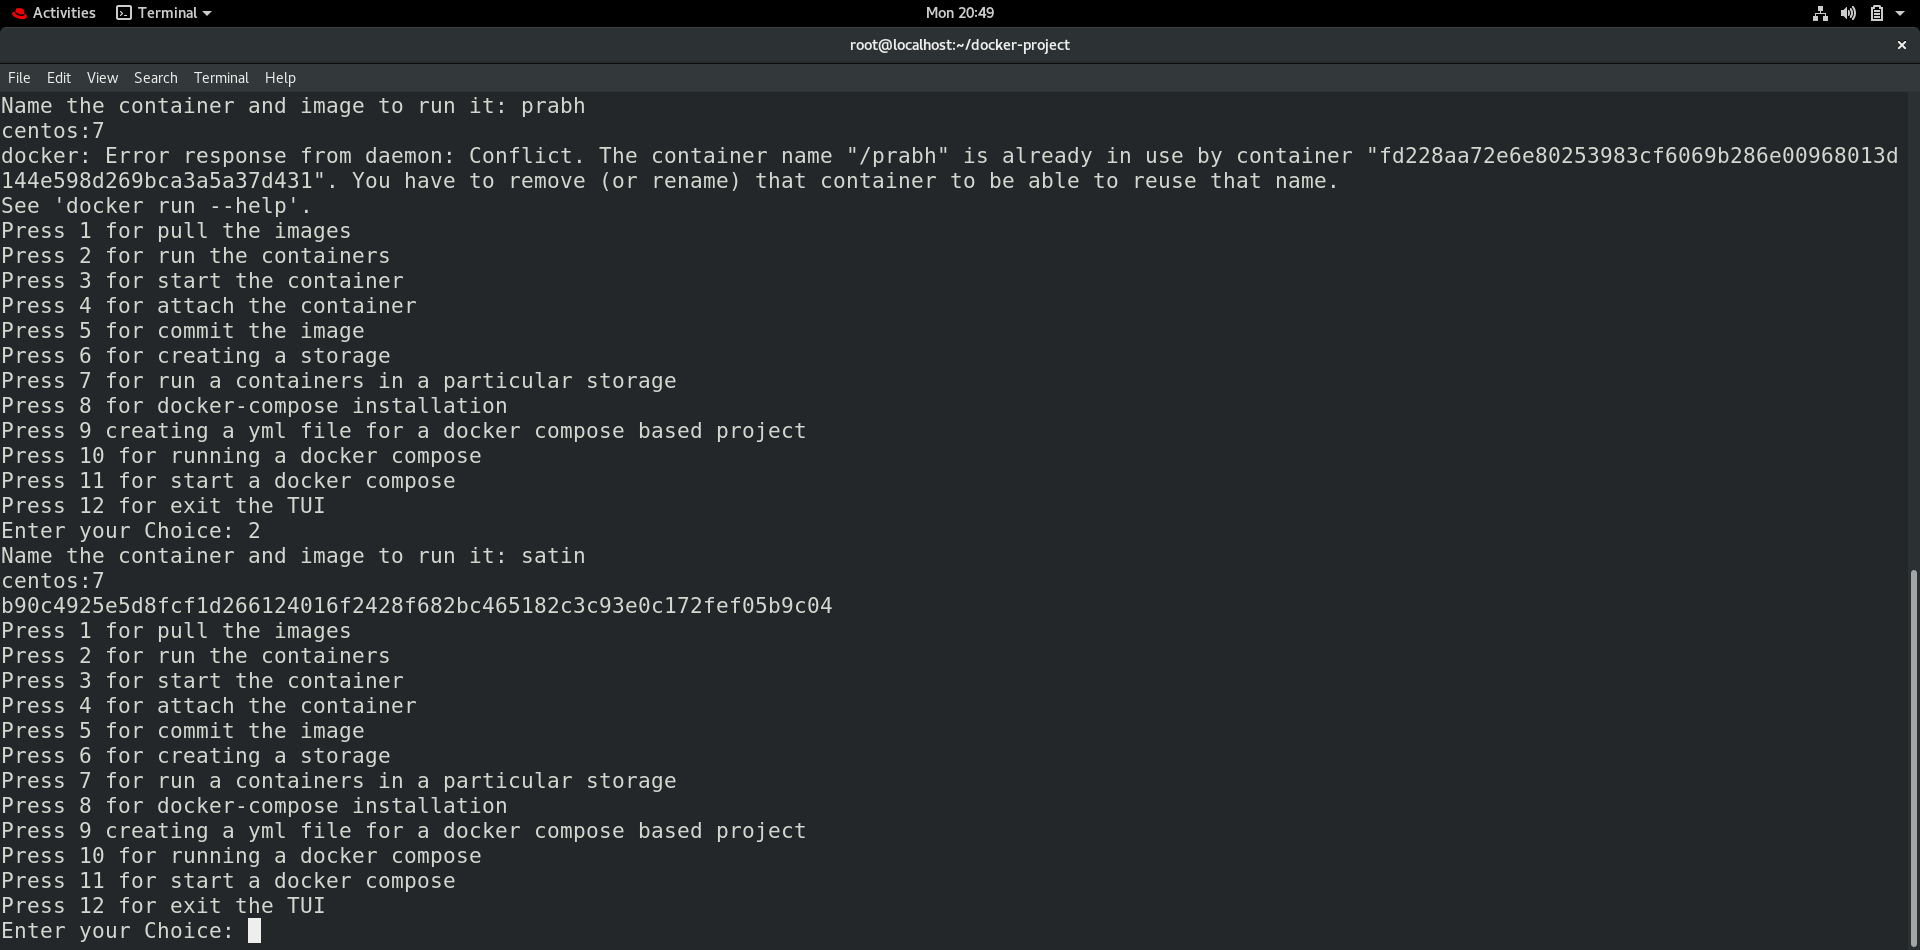 Activities Terminal Mon 20:49
root@localhost:~/docker-project ×
File Edit View Search Terminal Help
Name the container and image to run it: prabh
centos:7
docker: Error response from daemon: Conflict. The container name "/prabh" is already in use by container "fd228aa72e6e80253983cf6069b286e00968013d
144e598d269bca3a5a37d431". You have to remove (or rename) that container to be able to reuse that name.
See 'docker run --help'.
Press 1 for pull the images
Press 2 for run the containers
Press 3 for start the container
Press 4 for attach the container
Press 5 for commit the image
Press 6 for creating a storage
Press 7 for run a containers in a particular storage
Press 8 for docker-compose installation
Press 9 creating a yml file for a docker compose based project
Press 10 for running a docker compose
Press 11 for start a docker compose
Press 12 for exit the TUI
Enter your Choice: 2
Name the container and image to run it: satin
centos:7
b90c4925e5d8fcf1d266124016f2428f682bc465182c3c93e0c172fef05b9c04
Press 1 for pull the images
Press 2 for run the containers
Press 3 for start the container
Press 4 for attach the container
Press 5 for commit the image
Press 6 for creating a storage
Press 7 for run a containers in a particular storage
Press 8 for docker-compose installation
Press 9 creating a yml file for a docker compose based project
Press 10 for running a docker compose
Press 11 for start a docker compose
Press 12 for exit the TUI
Enter your Choice: